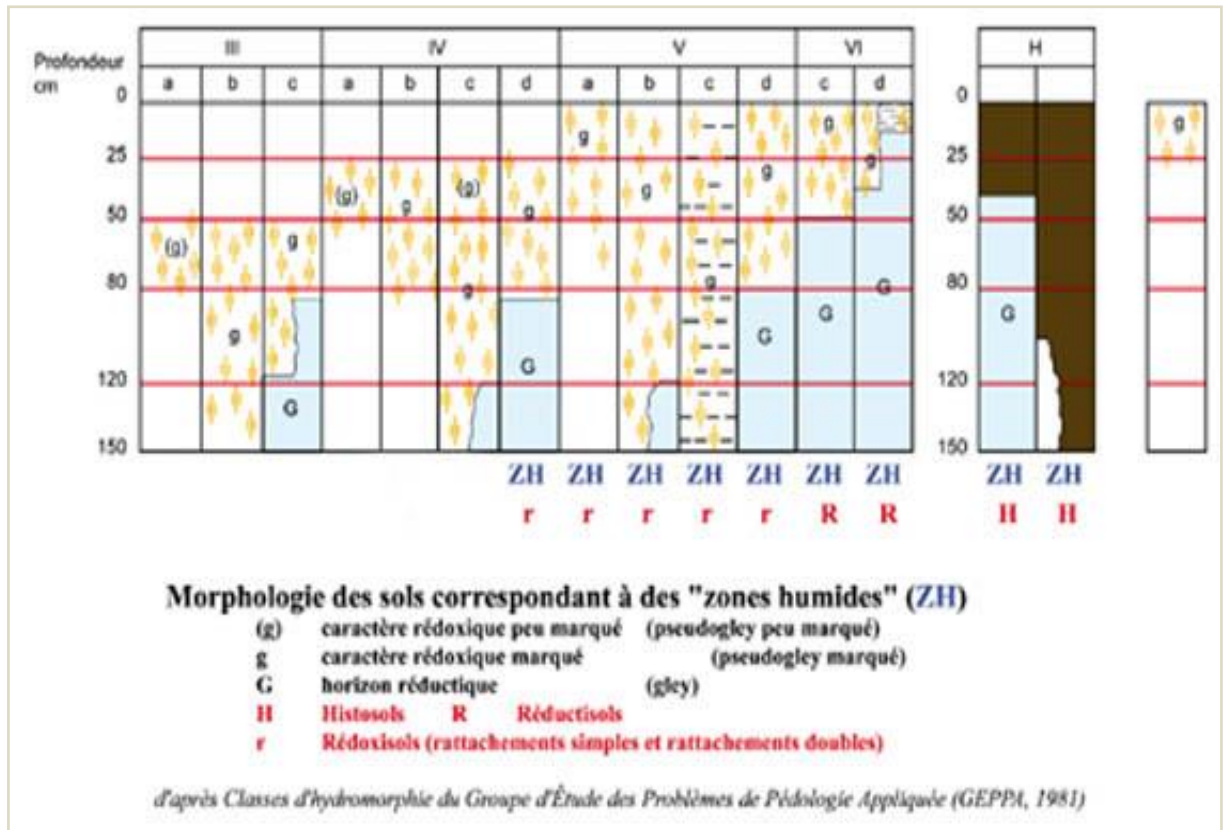 III IV V VI H
Profondeur
cm
a b c a b c d a b c d c d
0 0
g g g
25 25
(g) g (g) g g g g
50 50
(g) g
80 g g G 80
g G G G
G
120 120
G
150 150
ZH ZH ZH ZH ZH ZH ZH ZH ZH
r r r r r R R H H
Morphologie des sols correspondant à des "zones humides" (ZH)
(g) caractère rédoxique peu marqué (pseudogley peu marqué)
g caractère rédoxique marqué (pseudogley marqué)
G horizon réductique (gley)
H Histosols R Réductisols
r Rédoxisols (rattachements simples et rattachements doubles)
d'après Classes d'hydromorphie du Groupe d'Étude des Problèmes de Pédologie Appliquée (GEPPA, 1981)